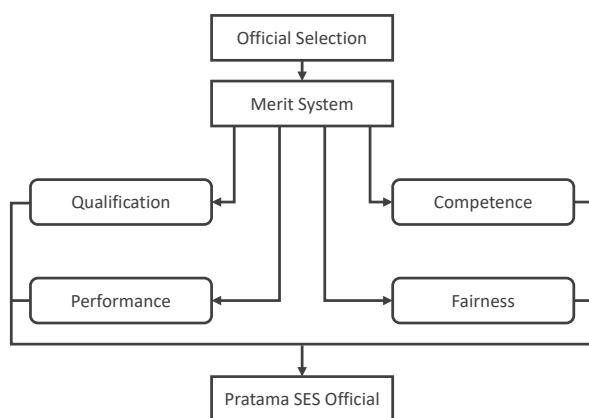 Official Selection
Merit System
Qualification
Competence
Performance
Fairness
Pratama SES Official